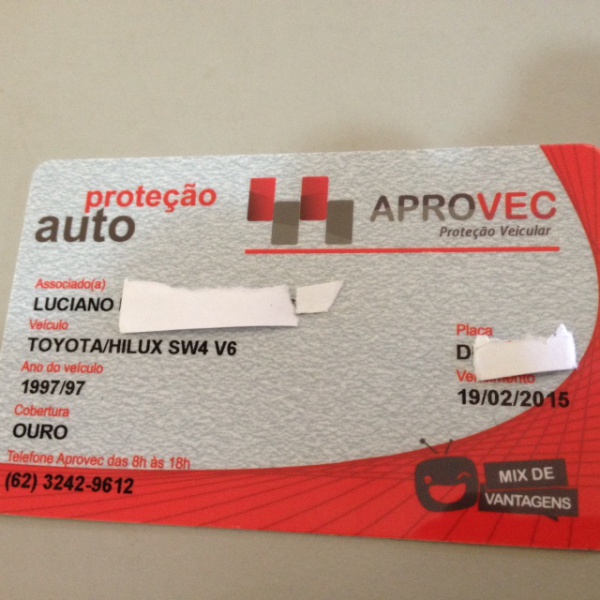 proteção
auto
APROVEC
Proteção Veicular
Associado(a)
LUCIANO
Veículo
TOYOTA/HILUX SW4 V6
Ano do veículo
1997/97
Cobertura
OURO
Telefone Aprovec das 8h às 18h
(62) 3242-9612
Placa
D
Vencimento
19/02/2015
MIX DE
VANTAGENS